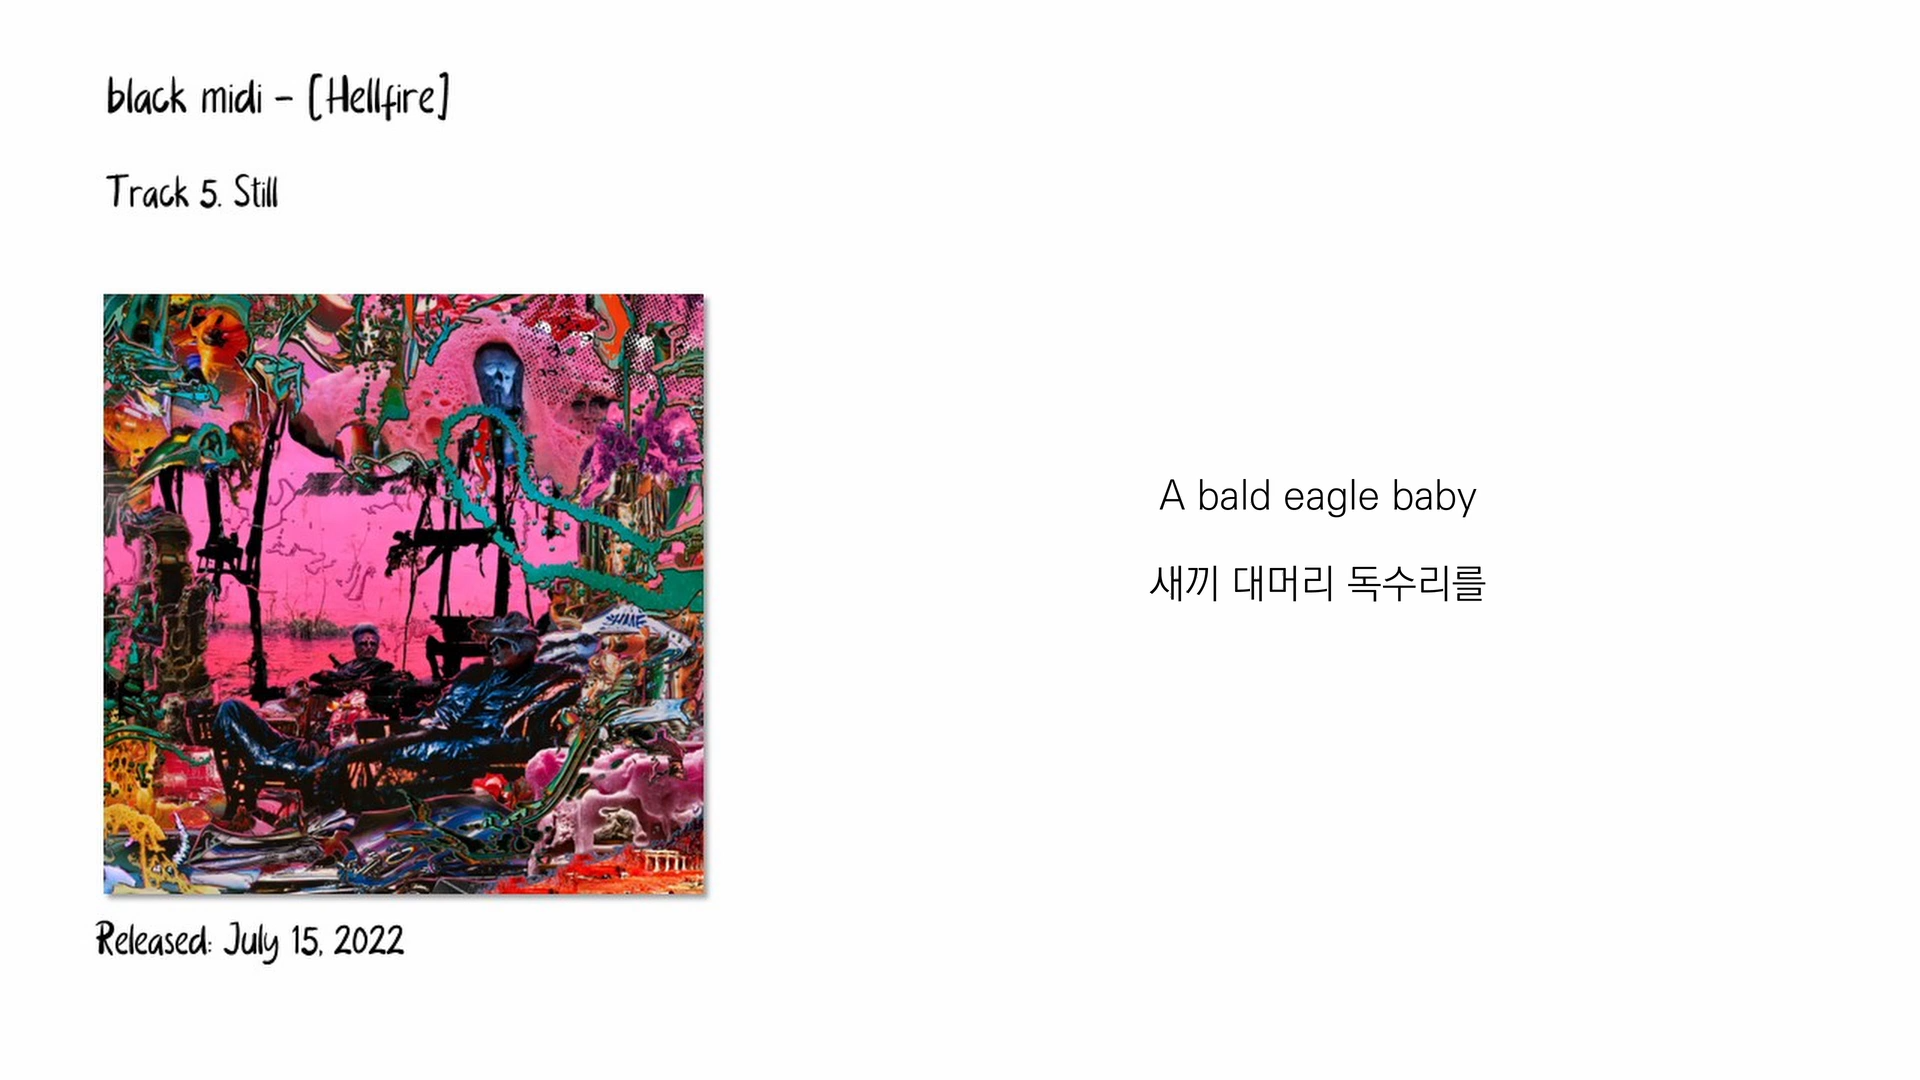 black midi - [Hellfire]
Track 5. Still
SHAME
A bald eagle baby
새끼 대머리 독수리를
Released: July 15, 2022